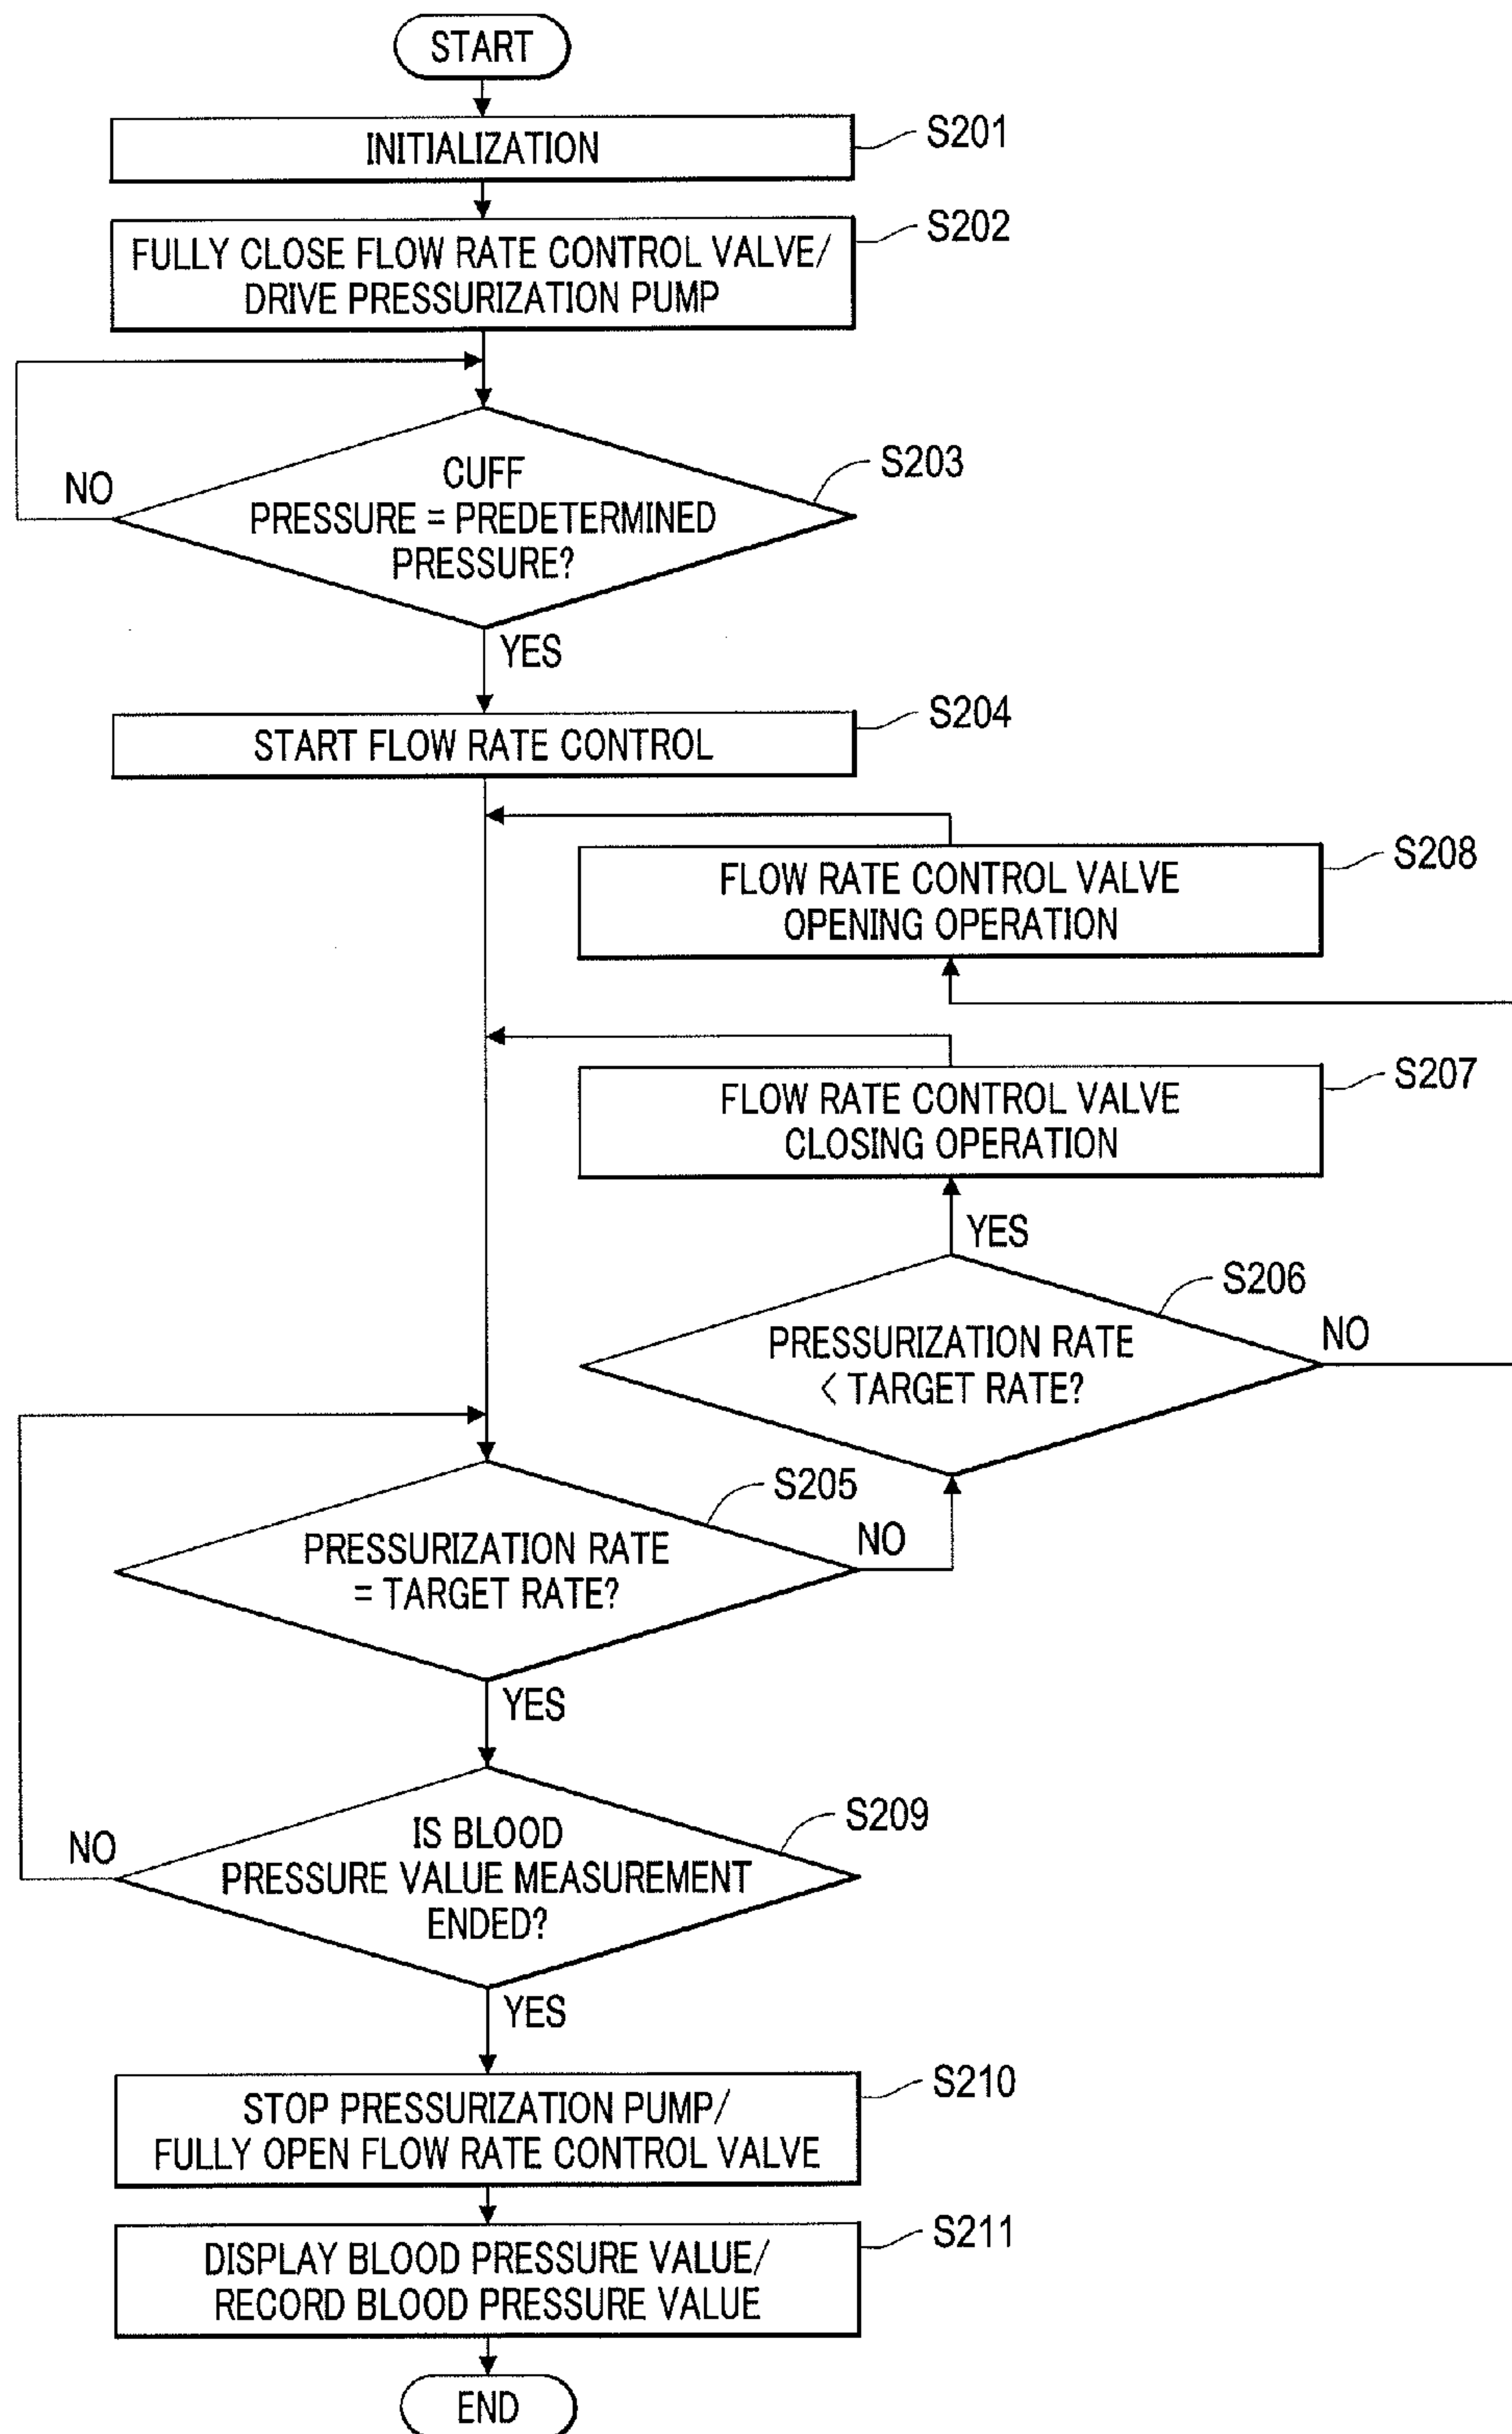 START
INITIALIZATION
S201
FULLY CLOSE FLOW RATE CONTROL VALVE/
DRIVE PRESSURIZATION PUMP
S202
CUFF
PRESSURE = PREDETERMINED
PRESSURE?
S203
NO
YES
START FLOW RATE CONTROL
S204
FLOW RATE CONTROL VALVE
OPENING OPERATION
S208
FLOW RATE CONTROL VALVE
CLOSING OPERATION
S207
YES
PRESSURIZATION RATE
< TARGET RATE?
S206
NO
PRESSURIZATION RATE
= TARGET RATE?
S205
NO
YES
IS BLOOD
PRESSURE VALUE MEASUREMENT
ENDED?
S209
NO
YES
STOP PRESSURIZATION PUMP/
FULLY OPEN FLOW RATE CONTROL VALVE
S210
DISPLAY BLOOD PRESSURE VALUE/
RECORD BLOOD PRESSURE VALUE
S211
END